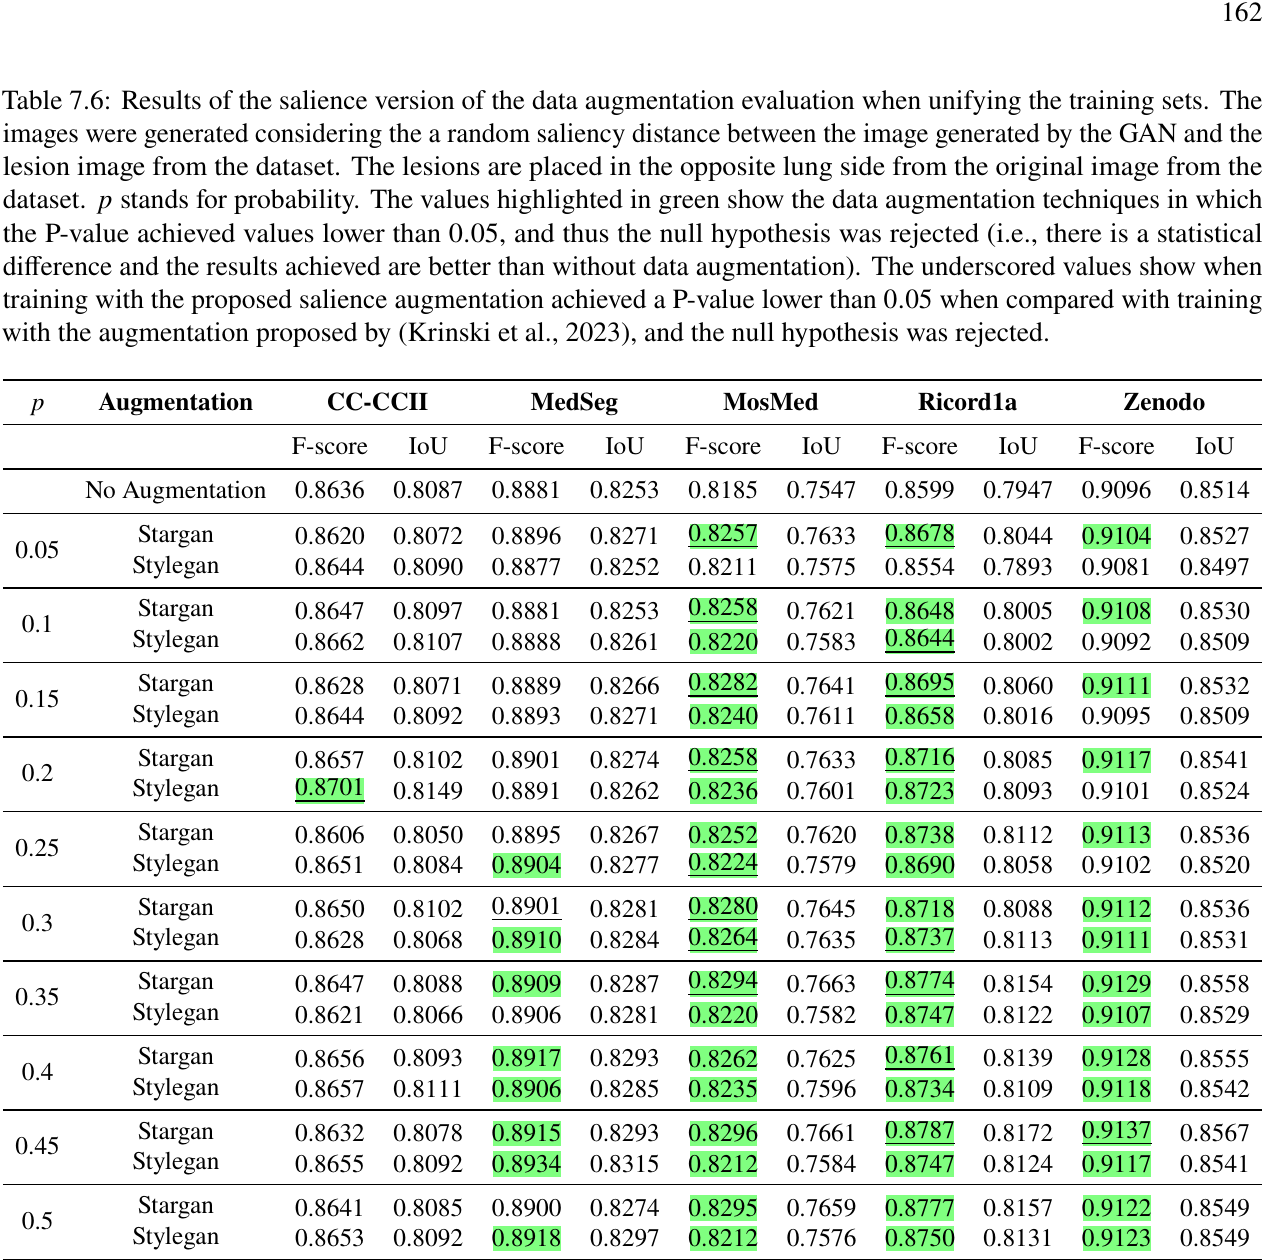 162
Table 7.6: Results of the salience version of the data augmentation evaluation when unifying the training sets. The
images were generated considering the a random saliency distance between the image generated by the GAN and the
lesion image from the dataset. The lesions are placed in the opposite lung side from the original image from the
dataset. p stands for probability. The values highlighted in green show the data augmentation techniques in which
the P-value achieved values lower than 0.05, and thus the null hypothesis was rejected (i.e., there is a statistical
difference and the results achieved are better than without data augmentation). The underscored values show when
training with the proposed salience augmentation achieved a P-value lower than 0.05 when compared with training
with the augmentation proposed by (Krinski et al., 2023), and the null hypothesis was rejected.
p Augmentation CC-CCII MedSeg MosMed Ricord1a Zenodo
F-score IoU F-score IoU F-score IoU F-score IoU F-score IoU
No Augmentation 0.8636 0.8087 0.8881 0.8253 0.8185 0.7547 0.8599 0.7947 0.9096 0.8514
0.05
Stargan 0.8620 0.8072 0.8896 0.8271 0.8257 0.7633 0.8678 0.8044 0.9104 0.8527
Stylegan 0.8644 0.8090 0.8877 0.8252 0.8211 0.7575 0.8554 0.7893 0.9081 0.8497
0.1
Stargan 0.8647 0.8097 0.8881 0.8253 0.8258 0.7621 0.8648 0.8005 0.9108 0.8530
Stylegan 0.8662 0.8107 0.8888 0.8261 0.8220 0.7583 0.8644 0.8002 0.9092 0.8509
0.15
Stargan 0.8628 0.8071 0.8889 0.8266 0.8282 0.7641 0.8695 0.8060 0.9111 0.8532
Stylegan 0.8644 0.8092 0.8893 0.8271 0.8240 0.7611 0.8658 0.8016 0.9095 0.8509
0.2
Stargan 0.8657 0.8102 0.8901 0.8274 0.8258 0.7633 0.8716 0.8085 0.9117 0.8541
Stylegan 0.8701 0.8149 0.8891 0.8262 0.8236 0.7601 0.8723 0.8093 0.9101 0.8524
0.25
Stargan 0.8606 0.8050 0.8895 0.8267 0.8252 0.7620 0.8738 0.8112 0.9113 0.8536
Stylegan 0.8651 0.8084 0.8904 0.8277 0.8224 0.7579 0.8690 0.8058 0.9102 0.8520
0.3
Stargan 0.8650 0.8102 0.8901 0.8281 0.8280 0.7645 0.8718 0.8088 0.9112 0.8536
Stylegan 0.8628 0.8068 0.8910 0.8284 0.8264 0.7635 0.8737 0.8113 0.9111 0.8531
0.35
Stargan 0.8647 0.8088 0.8909 0.8287 0.8294 0.7663 0.8774 0.8154 0.9129 0.8558
Stylegan 0.8621 0.8066 0.8906 0.8281 0.8220 0.7582 0.8747 0.8122 0.9107 0.8529
0.4
Stargan 0.8656 0.8093 0.8917 0.8293 0.8262 0.7625 0.8761 0.8139 0.9128 0.8555
Stylegan 0.8657 0.8111 0.8906 0.8285 0.8235 0.7596 0.8734 0.8109 0.9118 0.8542
0.45
Stargan 0.8632 0.8078 0.8915 0.8293 0.8296 0.7661 0.8787 0.8172 0.9137 0.8567
Stylegan 0.8655 0.8092 0.8934 0.8315 0.8212 0.7584 0.8747 0.8124 0.9117 0.8541
0.5
Stargan 0.8641 0.8085 0.8900 0.8274 0.8295 0.7659 0.8777 0.8157 0.9122 0.8549
Stylegan 0.8653 0.8092 0.8918 0.8297 0.8212 0.7576 0.8750 0.8131 0.9123 0.8549